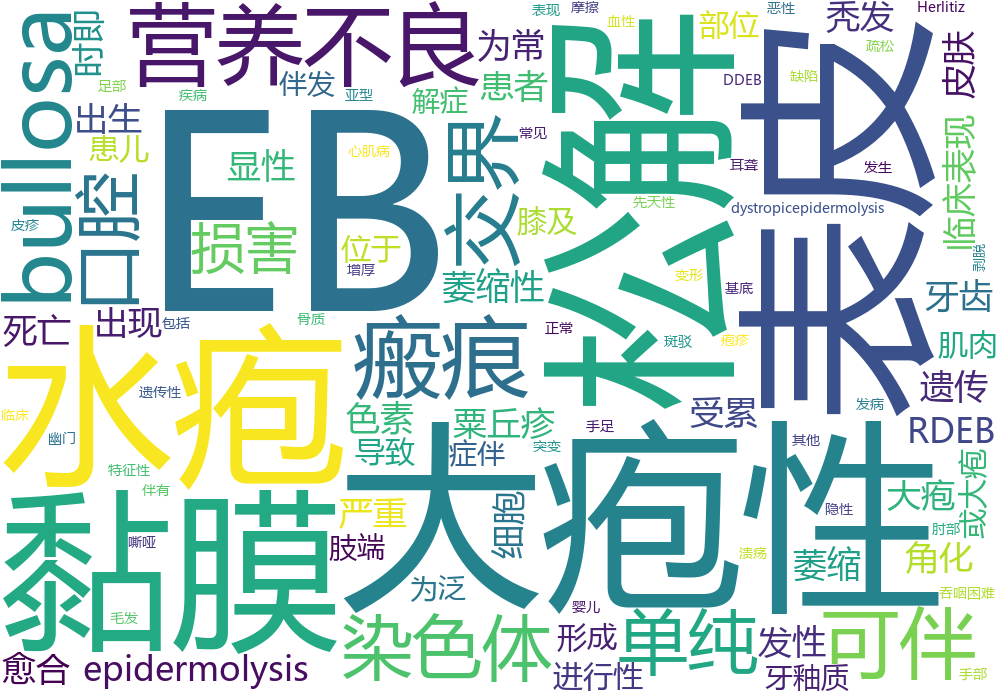 bullosa
时即
营养不良
伴发
表现
摩擦
为常
血性
部位
恶性
秃发
Herlitiz
疏松
皮肤
足部
疾病
亚型
解症
患者
DDEB
缺陷
出生
患儿
显性
心肌病
交界
常见
松解
表皮
耳聋
发生
EB
口腔
损害
位于
膝及
先天性
dystropicepidermolysis
临床表现
皮疹
增厚
萎缩性
变形
基底
剥脱
牙齿
死亡
出现
包括
骨质
正常
斑驳
疱疹
肌肉
水疱
瘢痕
遗传性
遗传
临床
幽门
色素
粟丘疹
受累
发病
RDEB
导致
症伴
突变
手足
其他
特征性
伴有
大疱性
大疱
或大疱
黏膜
严重
细胞
隐性
肘部
嘶哑
肢端
溃疡
萎缩
角化
为泛
吞咽困难
毛发
染色体
婴儿
形成
单纯
发性
可伴
愈合
epidermolysis
进行性
牙釉质
手部